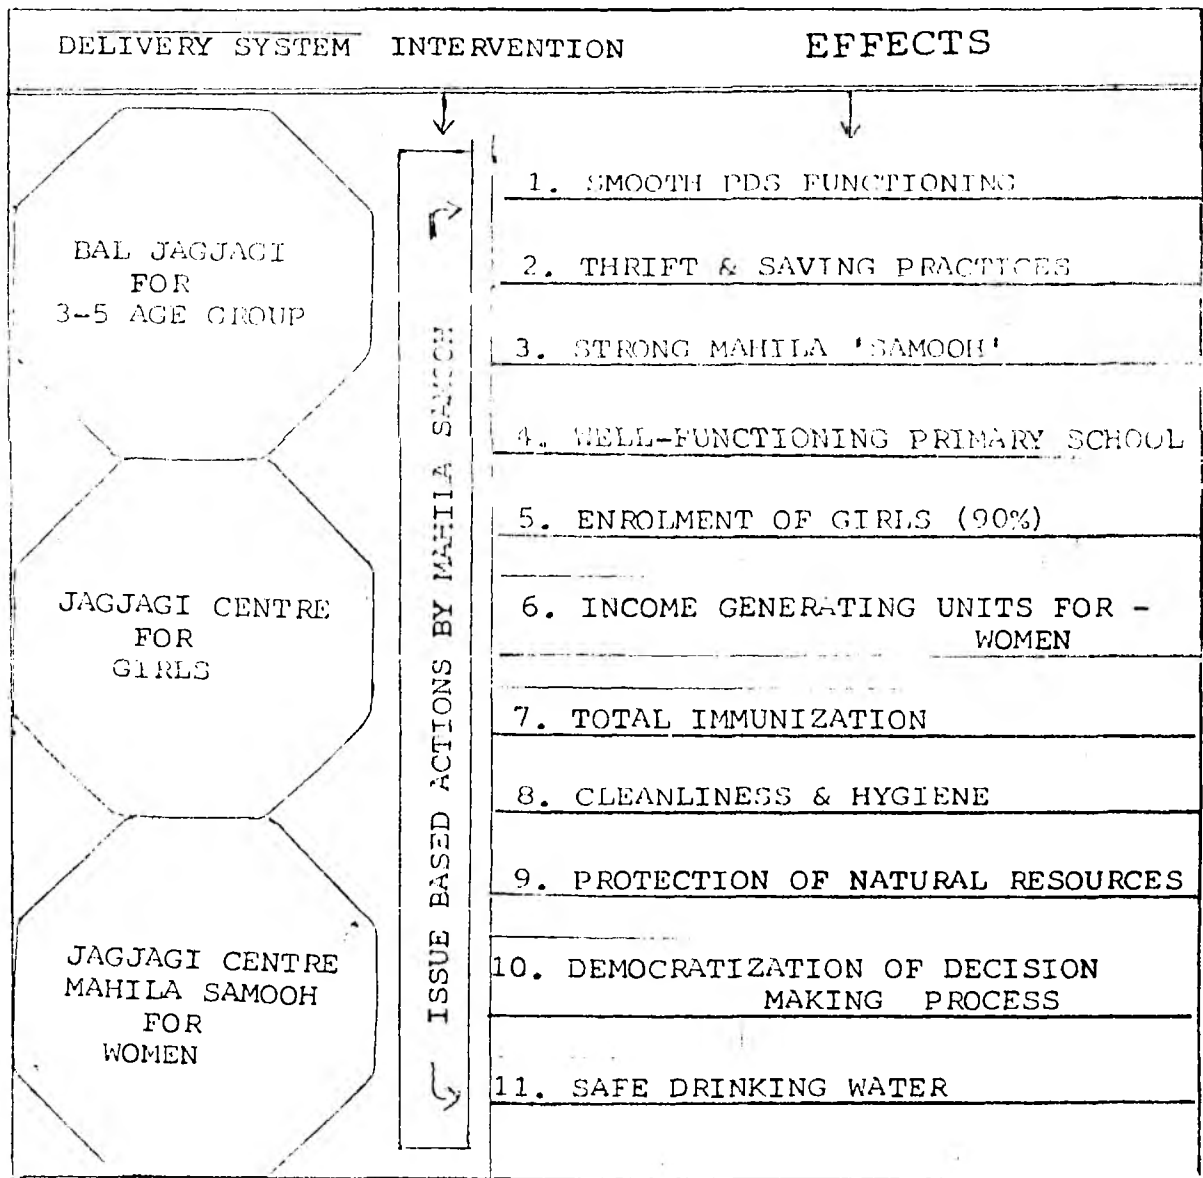 DELIVERY SYSTEM INTERVENTION EFFECTS
BAL JAGJAGI
FOR
3-5 AGE GROUP
JAGJAGI CENTRE
FOR
GIRLS
JAGJAGI CENTRE
MAHILA SAMOOH
FOR
WOMEN
ISSUE BASED ACTIONS BY MAHILA SAMOOH
1. SMOOTH PDS FUNCTIONING
2. THRIFT & SAVING PRACTICES
3. STRONG MAHILA 'SAMOOH'
4. WELL-FUNCTIONING PRIMARY SCHOOL
5. ENROLMENT OF GIRLS (90%)
6. INCOME GENERATING UNITS FOR -
WOMEN
7. TOTAL IMMUNIZATION
8. CLEANLINESS & HYGIENE
9. PROTECTION OF NATURAL RESOURCES
10. DEMOCRATIZATION OF DECISION
MAKING PROCESS
11. SAFE DRINKING WATER